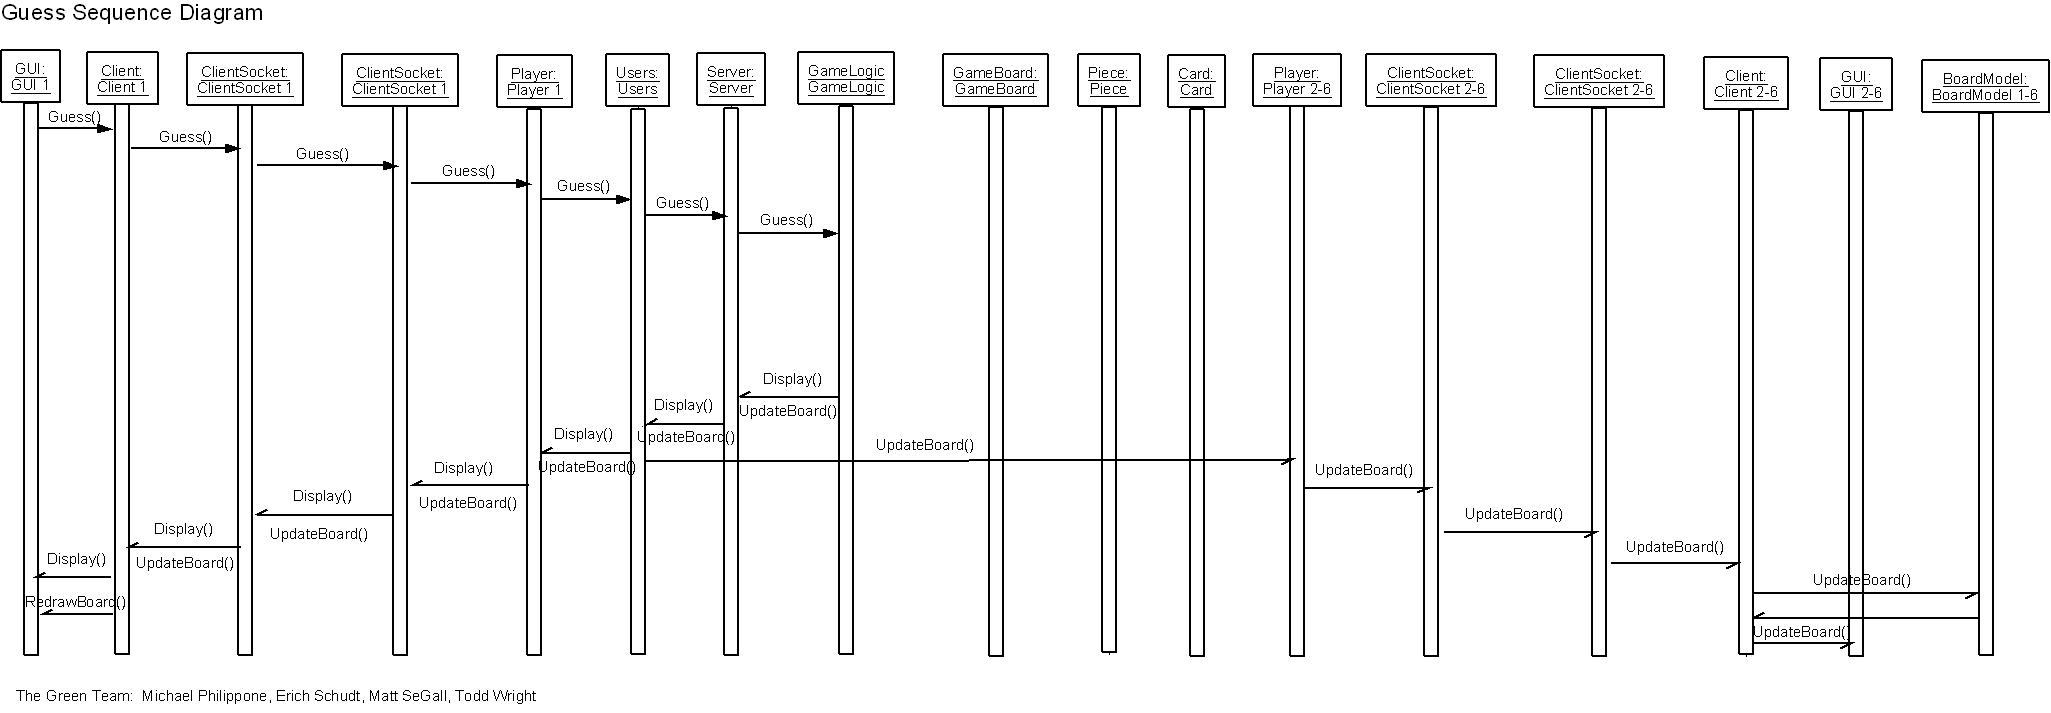 Guess Sequence Diagram
GUI:
GUI 1
Client:
Client 1
ClientSocket:
ClientSocket 1
ClientSocket:
ClientSocket 1
Player:
Player 1
Users:
Users
Server:
Server
GameLogic
GameLogic
GameBoard:
GameBoard
Piece:
Piece
Card:
Card
Player:
Player 2-6
ClientSocket:
ClientSocket 2-6
ClientSocket:
ClientSocket 2-6
Client:
Client 2-6
GUI:
GUI 2-6
BoardModel:
BoardModel 1-6
Guess()
Guess()
Guess()
Guess()
Guess()
Guess()
Guess()
Display()
UpdateBoard()
Display()
UpdateBoard()
Display()
UpdateBoard()
UpdateBoard()
Display()
UpdateBoard()
UpdateBoard()
Display()
UpdateBoard()
UpdateBoard()
Display()
UpdateBoard()
UpdateBoard()
Display()
UpdateBoard()
RedrawBoard()
UpdateBoard()
The Green Team: Michael Philippone, Erich Schudt, Matt SeGall, Todd Wright